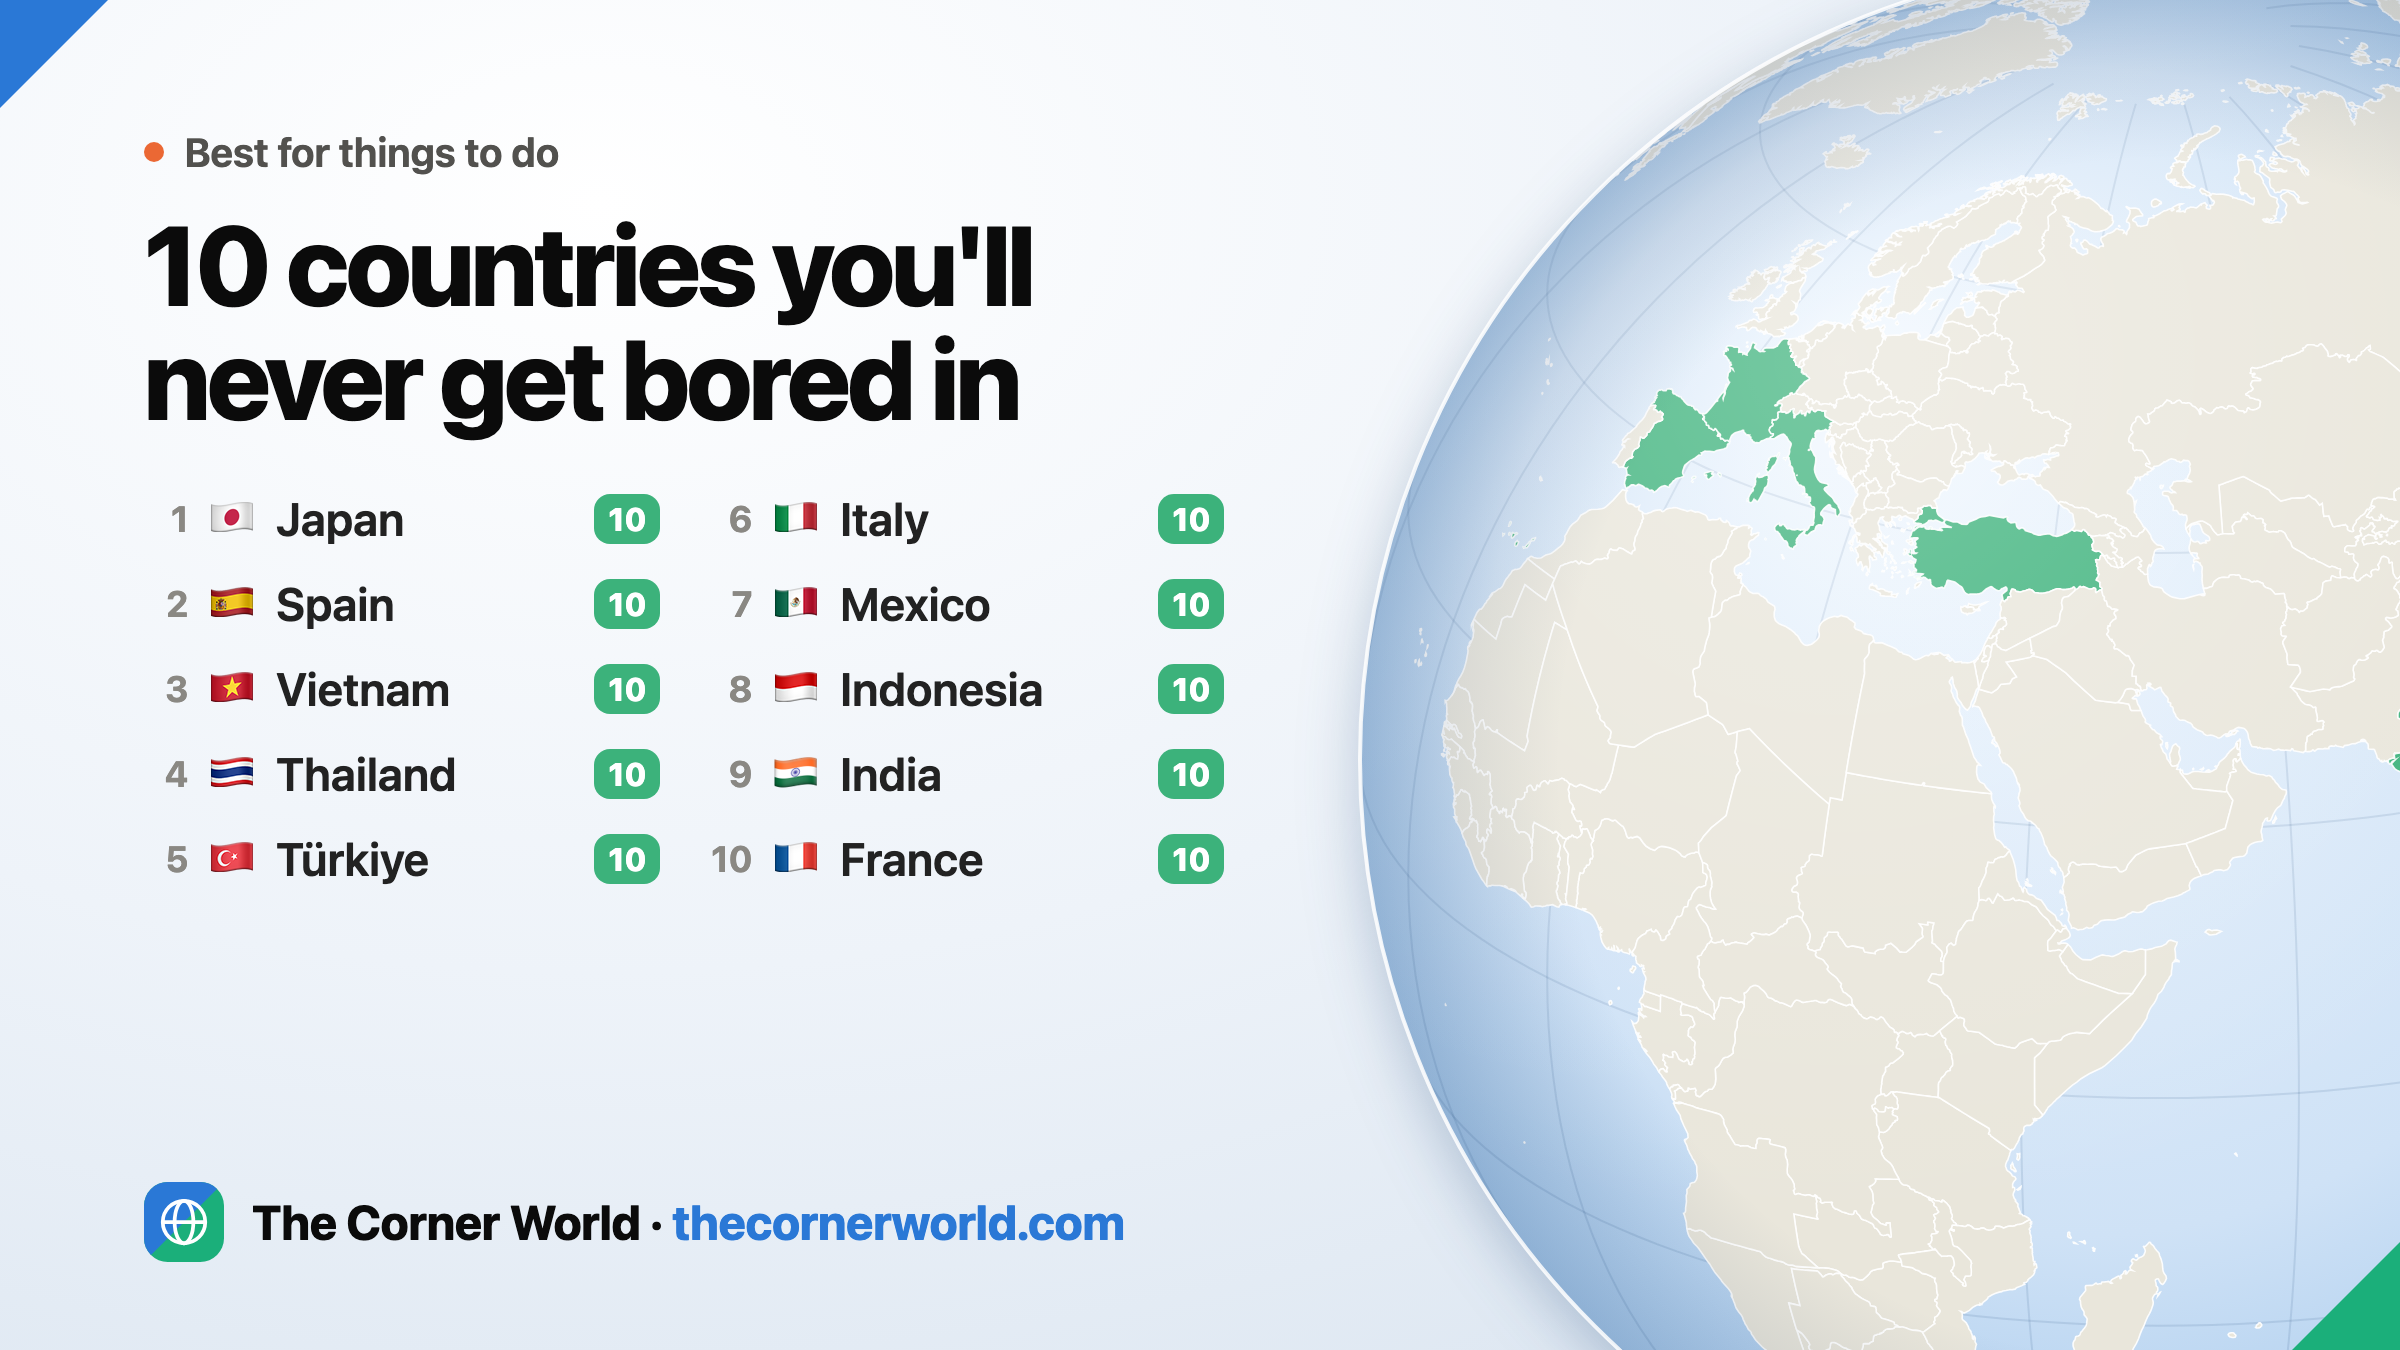 Best for things to do
10 countries you'll
never get bored in
1 Japan 10
2 Spain 10
3 Vietnam 10
4 Thailand 10
5 Türkiye 10
6 Italy 10
7 Mexico 10
8 Indonesia 10
9 India 10
10 France 10
The Corner World · thecornerworld.com